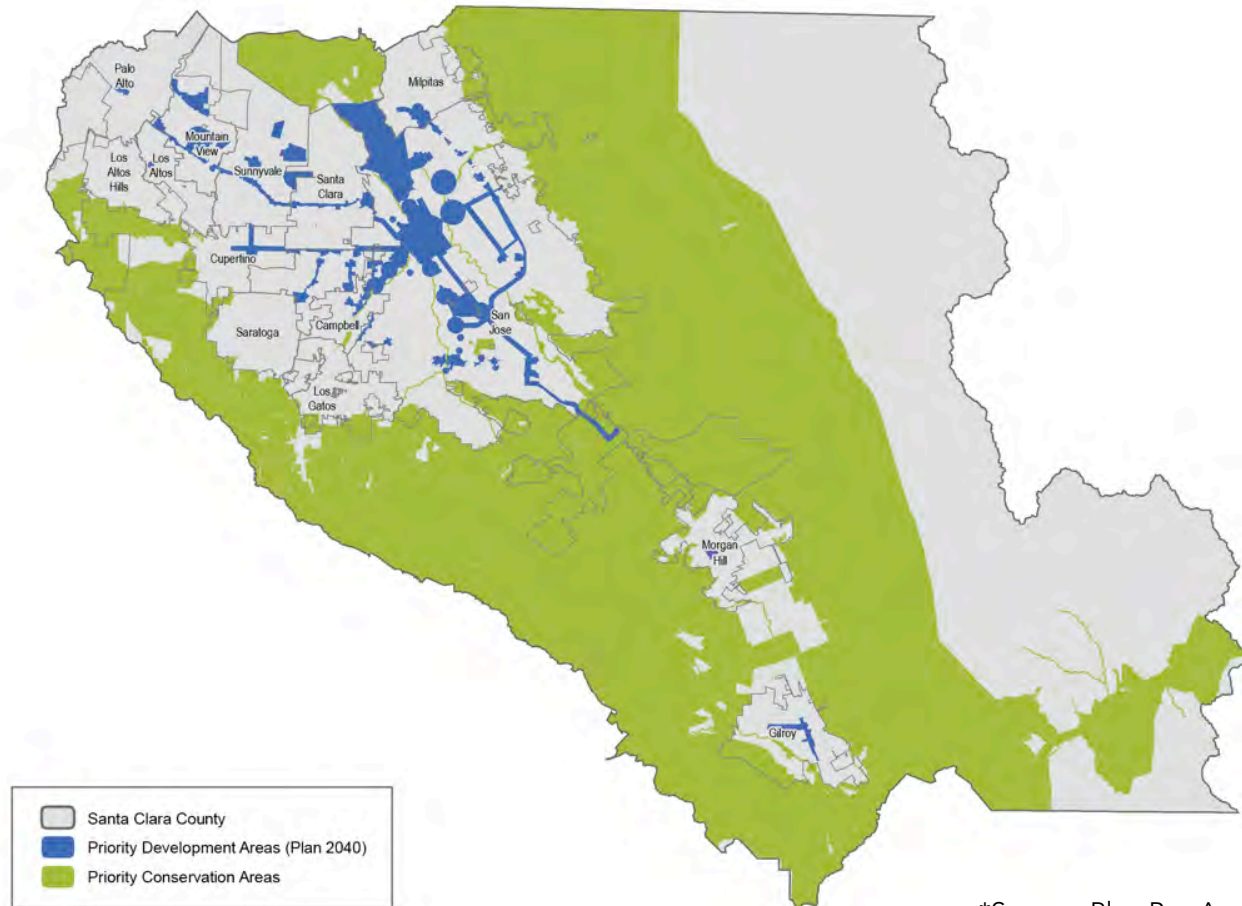 Palo
Alto
Milpitas
Mountain
View
Los
Altos
Hills
Los
Altos
Sunnyvale
Santa
Clara
Cupertino
San
Jose
Saratoga
Campbell
Los
Gatos
Morgan
Hill
Gilroy
Santa Clara County
Priority Development Areas (Plan 2040)
Priority Conservation Areas